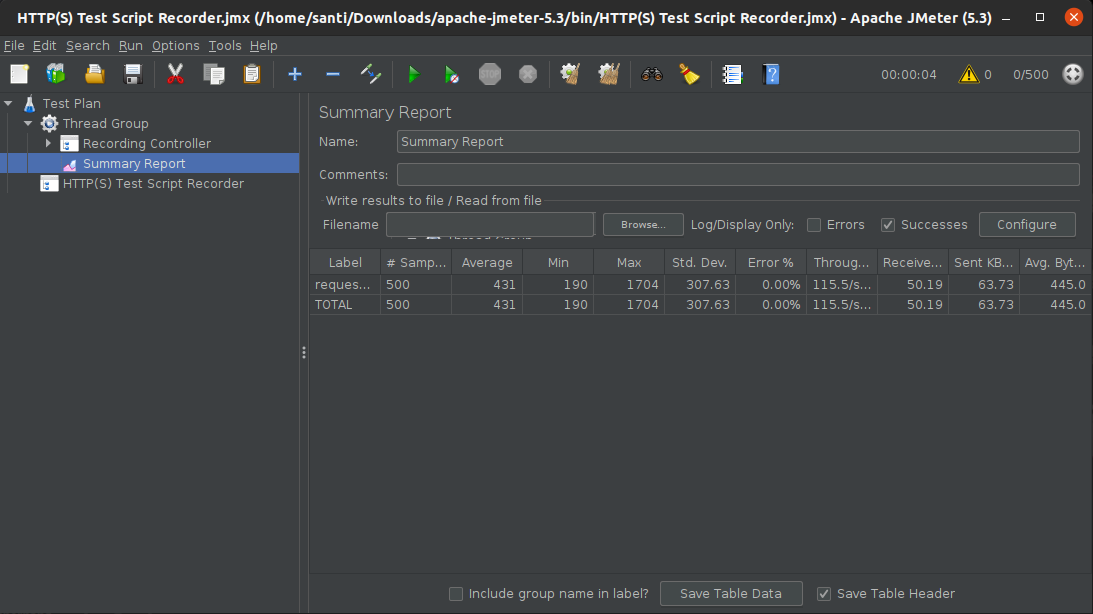 HTTP(S) Test Script Recorder.jmx (/home/santi/Downloads/apache-jmeter-5.3/bin/HTTP(S) Test Script Recorder.jmx) - Apache JMeter (5.3)
File Edit Search Run Options Tools Help
STOP 00:00:04 0 0/500
Test Plan
Thread Group
Recording Controller
Summary Report
HTTP(S) Test Script Recorder
Summary Report
Name: Summary Report
Comments:
Write results to file / Read from file
Filename Browse... Log/Display Only: Errors Successes Configure
Thread Group
Label # Samp... Average Min Max Std. Dev. Error % Throug... Receive... Sent KB... Avg. Byt...
reques... 500 431 190 1704 307.63 0.00% 115.5/s... 50.19 63.73 445.0
TOTAL 500 431 190 1704 307.63 0.00% 115.5/s... 50.19 63.73 445.0
Include group name in label? Save Table Data Save Table Header